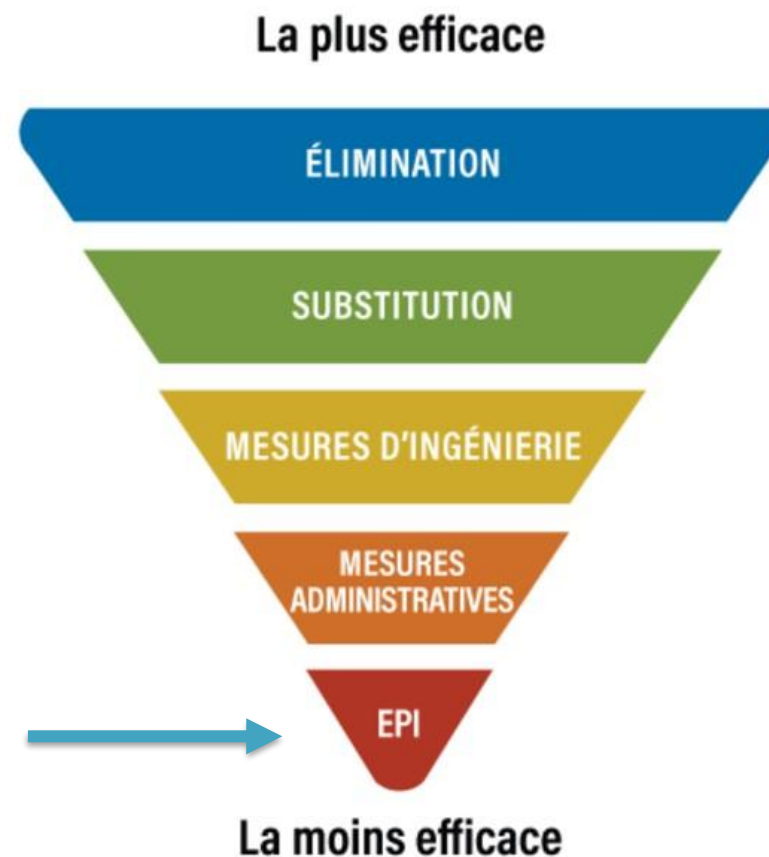 La plus efficace
ÉLIMINATION
SUBSTITUTION
MESURES D'INGÉNIERIE
MESURES
ADMINISTRATIVES
EPI
La moins efficace